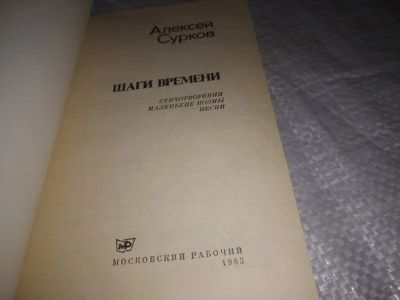 Алексей
Сурков
ШАГИ ВРЕМЕНИ
СТИХОТВОРЕНИЯ
МАЛЕНЬКИЕ ПОЭМЫ
ПЕСНИ
МР
МОСКОВСКИЙ РАБОЧИЙ
1983